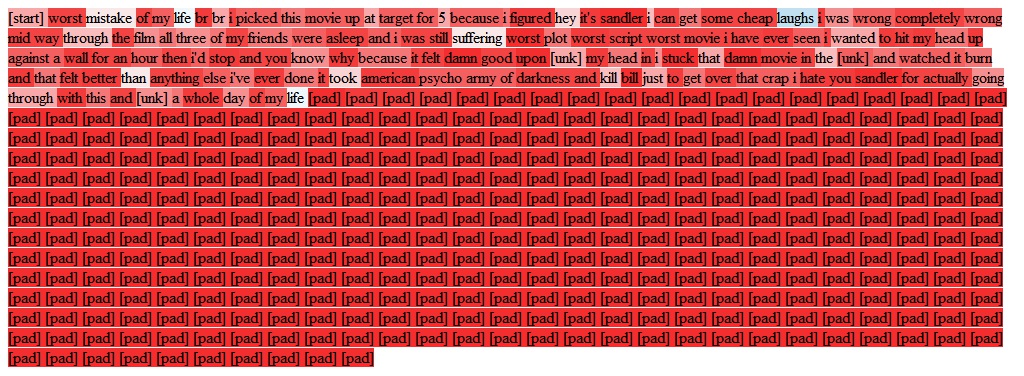 [start] worst mistake of my life br br i picked this movie up at target for 5 because i figured hey it's sandler i can get some cheap laughs i was wrong completely wrong
mid way through the film all three of my friends were asleep and i was still suffering worst plot worst script worst movie i have ever seen i wanted to hit my head up
against a wall for an hour then i'd stop and you know why because it felt damn good upon [unk] my head in i stuck that damn movie in the [unk] and watched it burn
and that felt better than anything else i've ever done it took american psycho army of darkness and kill bill just to get over that crap i hate you sandler for actually going
through with this and [unk] a whole day of my life [pad] [pad] [pad] [pad] [pad] [pad] [pad] [pad] [pad] [pad] [pad] [pad] [pad] [pad] [pad] [pad] [pad] [pad] [pad]
[pad] [pad] [pad] [pad] [pad] [pad] [pad] [pad] [pad] [pad] [pad] [pad] [pad] [pad] [pad] [pad] [pad] [pad] [pad] [pad] [pad] [pad] [pad] [pad] [pad] [pad] [pad]
[pad] [pad] [pad] [pad] [pad] [pad] [pad] [pad] [pad] [pad] [pad] [pad] [pad] [pad] [pad] [pad] [pad] [pad] [pad] [pad] [pad] [pad] [pad] [pad] [pad] [pad] [pad]
[pad] [pad] [pad] [pad] [pad] [pad] [pad] [pad] [pad] [pad] [pad] [pad] [pad] [pad] [pad] [pad] [pad] [pad] [pad] [pad] [pad] [pad] [pad] [pad] [pad] [pad] [pad]
[pad] [pad] [pad] [pad] [pad] [pad] [pad] [pad] [pad] [pad] [pad] [pad] [pad] [pad] [pad] [pad] [pad] [pad] [pad] [pad] [pad] [pad] [pad] [pad] [pad] [pad] [pad]
[pad] [pad] [pad] [pad] [pad] [pad] [pad] [pad] [pad] [pad] [pad] [pad] [pad] [pad] [pad] [pad] [pad] [pad] [pad] [pad] [pad] [pad] [pad] [pad] [pad] [pad] [pad]
[pad] [pad] [pad] [pad] [pad] [pad] [pad] [pad] [pad] [pad] [pad] [pad] [pad] [pad] [pad] [pad] [pad] [pad] [pad] [pad] [pad] [pad] [pad] [pad] [pad] [pad] [pad]
[pad] [pad] [pad] [pad] [pad] [pad] [pad] [pad] [pad] [pad] [pad] [pad] [pad] [pad] [pad] [pad] [pad] [pad] [pad] [pad] [pad] [pad] [pad] [pad] [pad] [pad] [pad]
[pad] [pad] [pad] [pad] [pad] [pad] [pad] [pad] [pad] [pad] [pad] [pad] [pad] [pad] [pad] [pad] [pad] [pad] [pad] [pad] [pad] [pad] [pad] [pad] [pad] [pad] [pad]
[pad] [pad] [pad] [pad] [pad] [pad] [pad] [pad] [pad] [pad] [pad] [pad] [pad] [pad] [pad] [pad] [pad] [pad] [pad] [pad] [pad] [pad] [pad] [pad] [pad] [pad] [pad]
[pad] [pad] [pad] [pad] [pad] [pad] [pad] [pad] [pad] [pad] [pad] [pad] [pad] [pad] [pad] [pad] [pad] [pad] [pad] [pad] [pad] [pad] [pad] [pad] [pad] [pad] [pad]
[pad] [pad] [pad] [pad] [pad] [pad] [pad] [pad] [pad] [pad] [pad] [pad] [pad] [pad] [pad] [pad] [pad] [pad] [pad] [pad] [pad] [pad] [pad] [pad] [pad] [pad] [pad]
[pad] [pad] [pad] [pad] [pad] [pad] [pad] [pad] [pad] [pad] [pad] [pad] [pad] [pad] [pad] [pad] [pad] [pad] [pad] [pad] [pad] [pad] [pad] [pad] [pad] [pad] [pad]
[pad] [pad] [pad] [pad] [pad] [pad] [pad] [pad] [pad] [pad]